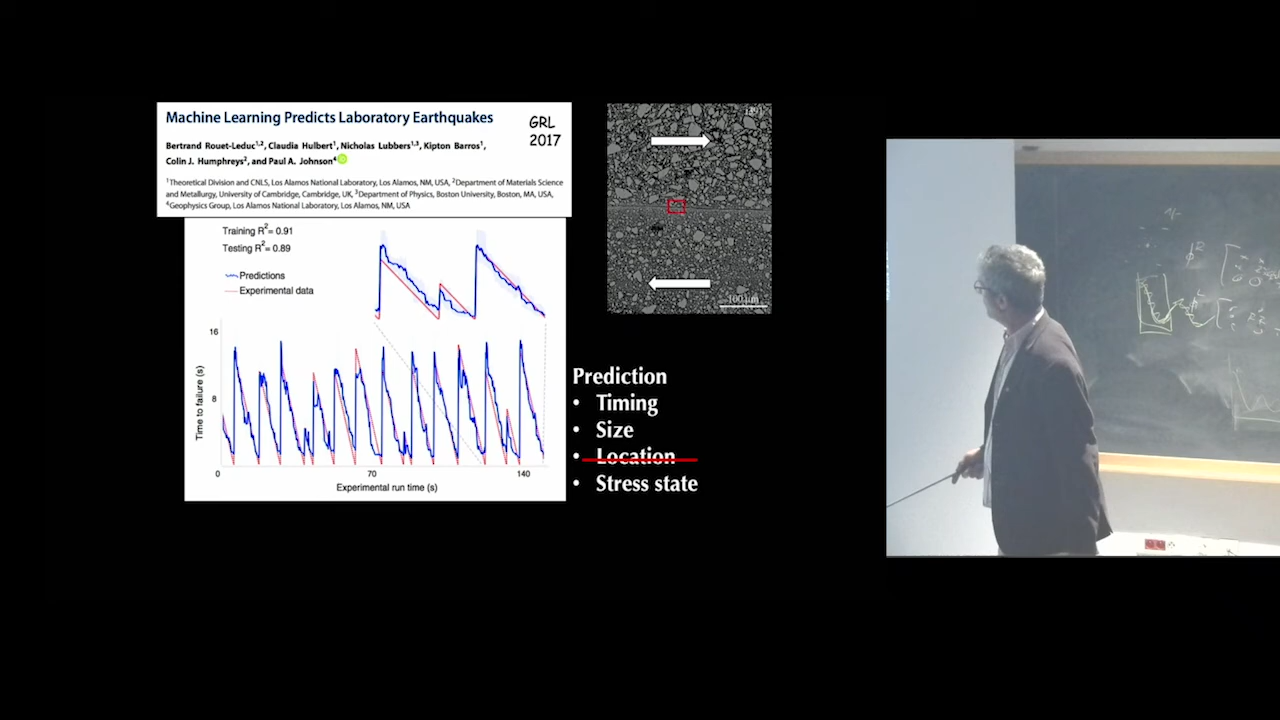 Machine Learning Predicts Laboratory Earthquakes
GRL
2017
Bertrand Rouet-Leduc1,2, Claudia Hulbert1, Nicholas Lubbers1,3, Kipton Barros1,
Colin J. Humphreys2, and Paul A. Johnson4
1Theoretical Division and CNLS, Los Alamos National Laboratory, Los Alamos, NM, USA, 2Department of Materials Science
and Metallurgy, University of Cambridge, Cambridge, UK, 3Department of Physics, Boston University, Boston, MA, USA,
4Geophysics Group, Los Alamos National Laboratory, Los Alamos, NM, USA
Training R2= 0.91
Testing R2= 0.89
Predictions
Experimental data
16
8
Time to failure (s)
0 70 140
Experimental run time (s)
100 µm
Prediction
• Timing
• Size
• Location
• Stress state